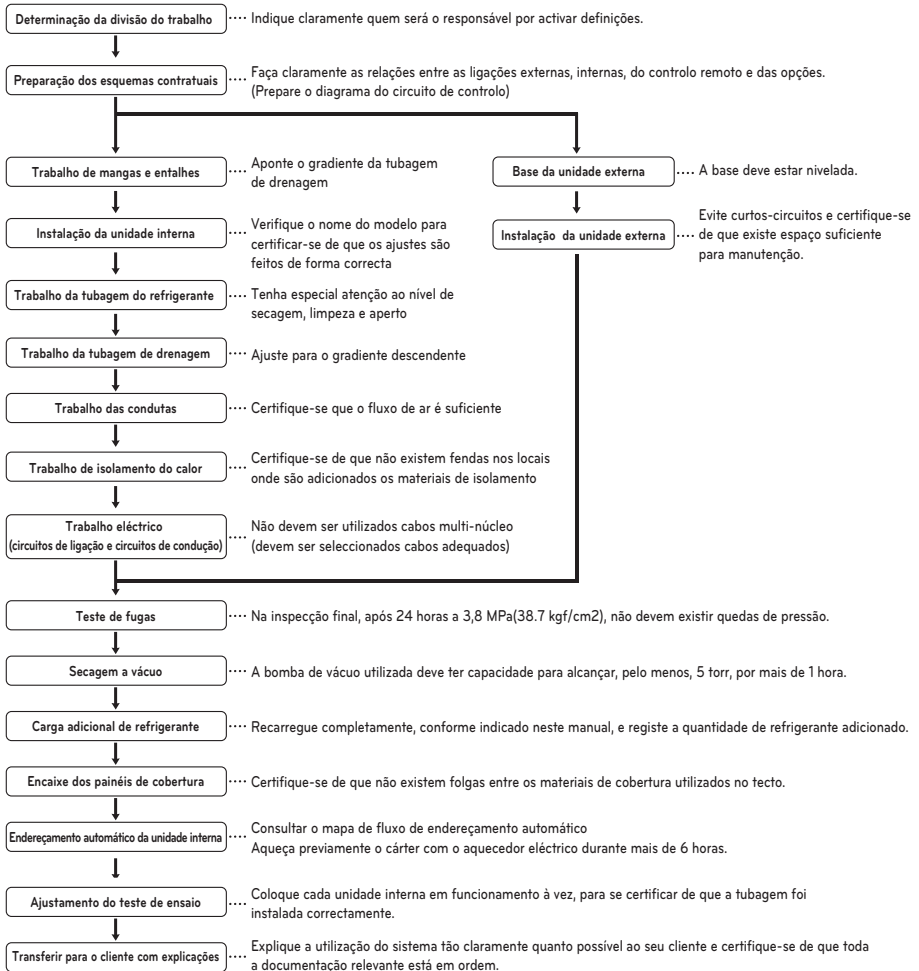 Determinação da divisão do trabalho
···· Indique claramente quem será o responsável por activar definições.
Preparação dos esquemas contratuais
···· Faça claramente as relações entre as ligações externas, internas, do controlo remoto e das opções.
(Prepare o diagrama do circuito de controlo)
Trabalho de mangas e entalhes
···· Aponte o gradiente da tubagem
de drenagem
Instalação da unidade interna
···· Verifique o nome do modelo para
certificar-se de que os ajustes são
feitos de forma correcta
Trabalho da tubagem do refrigerante
···· Tenha especial atenção ao nível de
secagem, limpeza e aperto
Trabalho da tubagem de drenagem
···· Ajuste para o gradiente descendente
Trabalho das condutas
···· Certifique-se que o fluxo de ar é suficiente
Trabalho de isolamento do calor
···· Certifique-se de que não existem fendas nos locais
onde são adicionados os materiais de isolamento
Trabalho eléctrico
(circuitos de ligação e circuitos de condução)
···· Não devem ser utilizados cabos multi-núcleo
(devem ser seleccionados cabos adequados)
Base da unidade externa
···· A base deve estar nivelada.
Instalação da unidade externa
···· Evite curtos-circuitos e certifique-se
de que existe espaço suficiente
para manutenção.
Teste de fugas
···· Na inspecção final, após 24 horas a 3,8 MPa(38.7 kgf/cm2), não devem existir quedas de pressão.
Secagem a vácuo
···· A bomba de vácuo utilizada deve ter capacidade para alcançar, pelo menos, 5 torr, por mais de 1 hora.
Carga adicional de refrigerante
···· Recarregue completamente, conforme indicado neste manual, e registe a quantidade de refrigerante adicionado.
Encaixe dos painéis de cobertura
···· Certifique-se de que não existem folgas entre os materiais de cobertura utilizados no tecto.
Endereçamento automático da unidade interna
···· Consultar o mapa de fluxo de endereçamento automático
Aqueça previamente o cárter com o aquecedor eléctrico durante mais de 6 horas.
Ajustamento do teste de ensaio
···· Coloque cada unidade interna em funcionamento à vez, para se certificar de que a tubagem foi
instalada correctamente.
Transferir para o cliente com explicações
···· Explique a utilização do sistema tão claramente quanto possível ao seu cliente e certifique-se de que toda
a documentação relevante está em ordem.